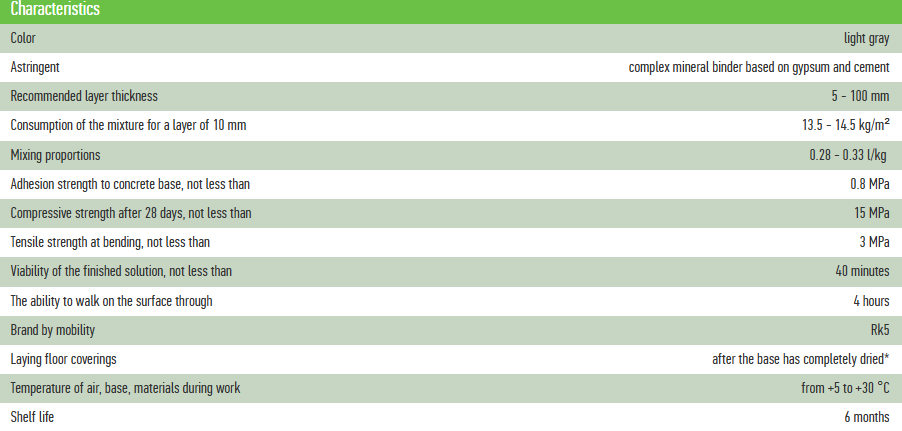 Characteristics
Color light gray
Astringent complex mineral binder based on gypsum and cement
Recommended layer thickness 5 - 100 mm
Consumption of the mixture for a layer of 10 mm 13.5 - 14.5 kg/m²
Mixing proportions 0.28 - 0.33 l/kg
Adhesion strength to concrete base, not less than 0.8 MPa
Compressive strength after 28 days, not less than 15 MPa
Tensile strength at bending, not less than 3 MPa
Viability of the finished solution, not less than 40 minutes
The ability to walk on the surface through 4 hours
Brand by mobility Rk5
Laying floor coverings after the base has completely dried*
Temperature of air, base, materials during work from +5 to +30 °C
Shelf life 6 months